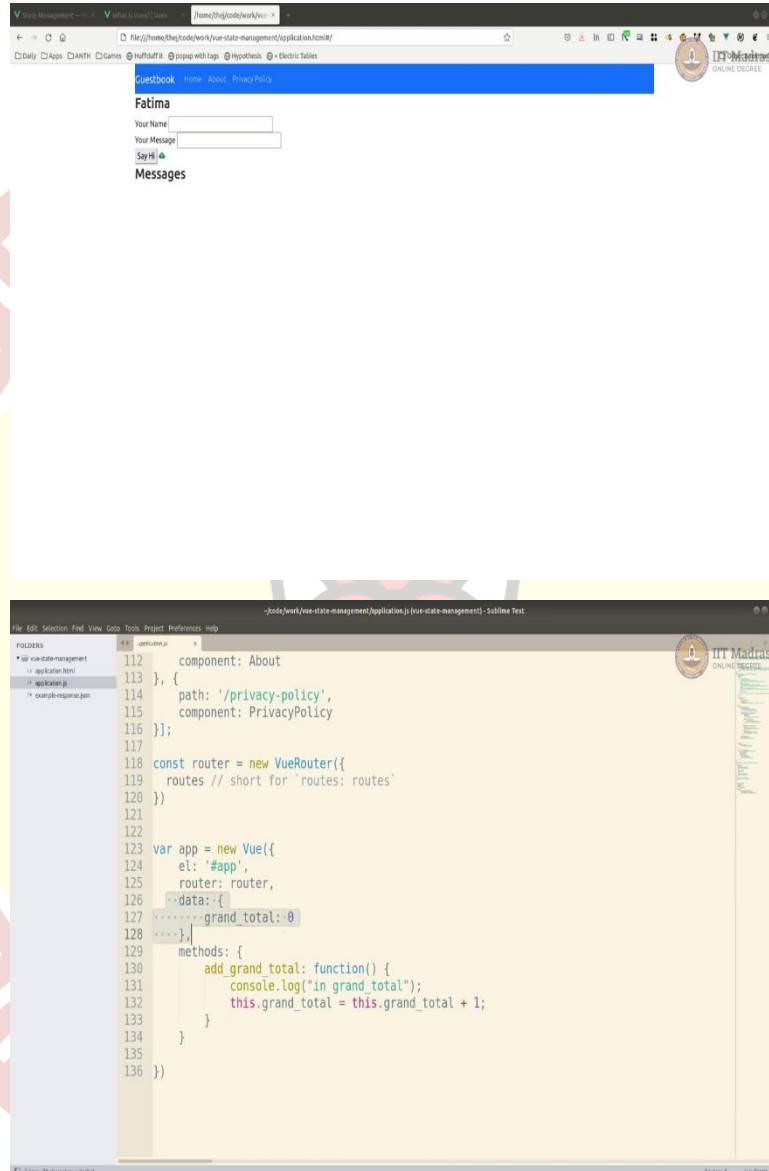 State Management —
What is Vuex? | Vuex
/home/thej/code/work/vue-
file:///home/thej/code/work/vue-state-management/application.html#/
Daily Apps ANTH Games Huffduff it popup with tags Hypothesis + Electric Tables
IIT Madras
ONLINE DEGREE
Guestbook Home About Privacy Policy
Fatima
Your Name
Your Message
Say Hi
Messages
~/code/work/vue-state-management/application.js (vue-state-management) - Sublime Text
File Edit Selection Find View Goto Tools Project Preferences Help
FOLDERS
vue-state-management
application.html
application.js
example-response.json
application.js
IIT Madras
ONLINE DEGREE
112 component: About
113 }, {
114 path: '/privacy-policy',
115 component: PrivacyPolicy
116 }];
117
118 const router = new VueRouter({
119 routes // short for `routes: routes`
120 })
121
122
123 var app = new Vue({
124 el: '#app',
125 router: router,
126 data: {
127 grand_total: 0
128 },
129 methods: {
130 add_grand_total: function() {
131 console.log("in grand_total");
132 this.grand_total = this.grand_total + 1;
133 }
134 }
135
136 })